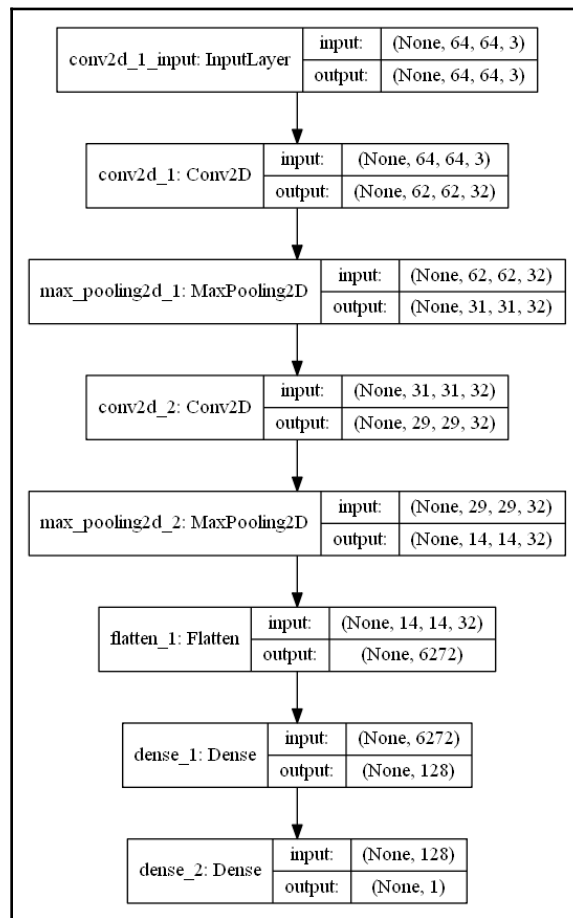 conv2d_1_input: InputLayer
input: (None, 64, 64, 3)
output: (None, 64, 64, 3)
conv2d_1: Conv2D
input: (None, 64, 64, 3)
output: (None, 62, 62, 32)
max_pooling2d_1: MaxPooling2D
input: (None, 62, 62, 32)
output: (None, 31, 31, 32)
conv2d_2: Conv2D
input: (None, 31, 31, 32)
output: (None, 29, 29, 32)
max_pooling2d_2: MaxPooling2D
input: (None, 29, 29, 32)
output: (None, 14, 14, 32)
flatten_1: Flatten
input: (None, 14, 14, 32)
output: (None, 6272)
dense_1: Dense
input: (None, 6272)
output: (None, 128)
dense_2: Dense
input: (None, 128)
output: (None, 1)